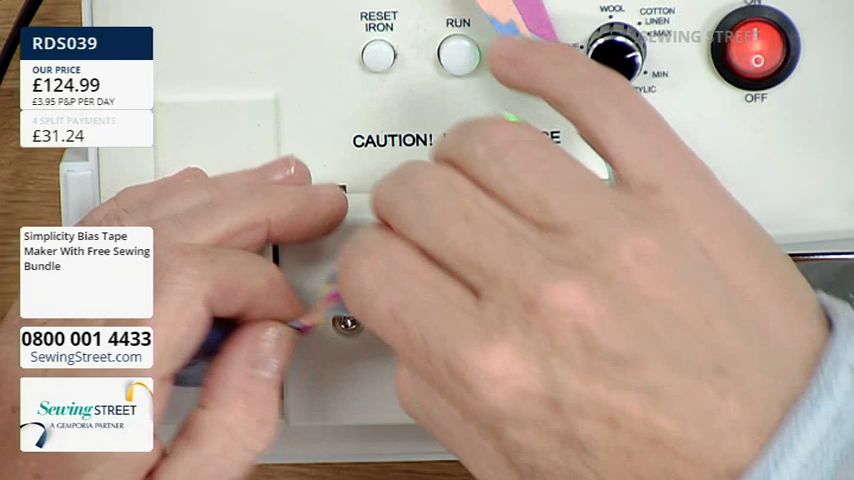 RDS039
OUR PRICE
£124.99
£3.95 P&P PER DAY
4 SPLIT PAYMENTS
£31.24
Simplicity Bias Tape
Maker With Free Sewing
Bundle
0800 001 4433
SewingStreet.com
Sewing STREET
A GEMPORIA PARTNER
RESET
IRON
RUN
WOOL
COTTON
LINEN
MAX
MIN
ON
OFF
SEWING STREET
CAUTION!